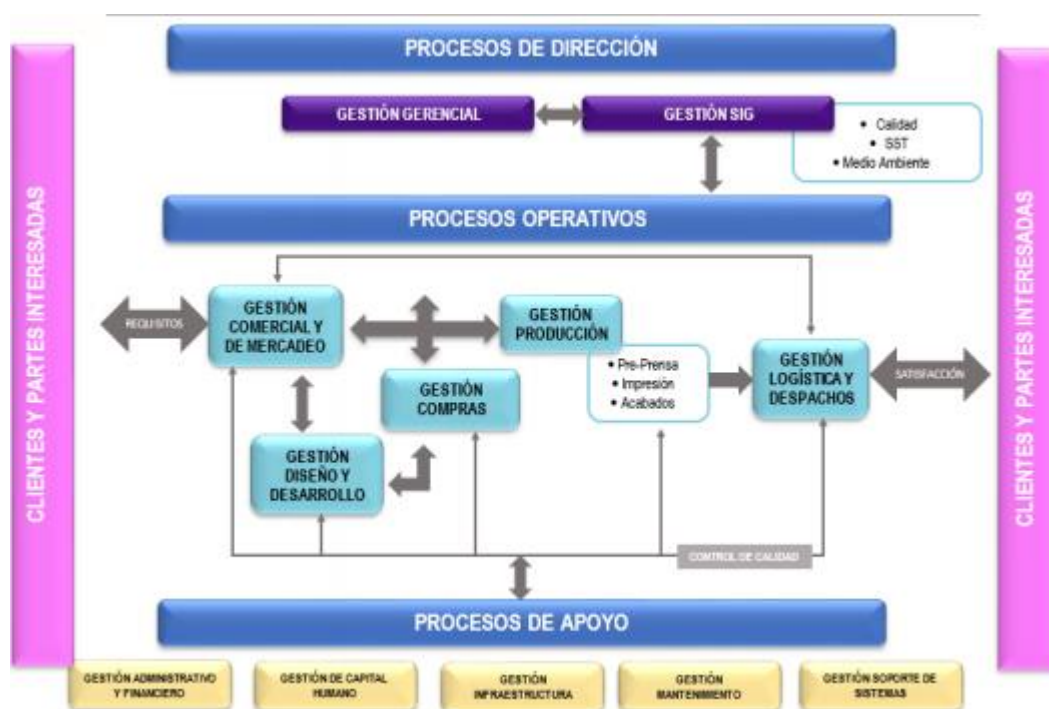 PROCESOS DE DIRECCIÓN
GESTIÓN GERENCIAL
GESTIÓN SIG
• Calidad
• SST
• Medio Ambiente
CLIENTES Y PARTES INTERESADAS
PROCESOS OPERATIVOS
CLIENTES Y PARTES INTERESADAS
REQUISITOS
GESTIÓN
COMERCIAL Y
DE MERCADEO
GESTIÓN
PRODUCCIÓN
• Pre-Prensa
• Impresión
• Acabados
GESTIÓN
LOGÍSTICA Y
DESPACHOS
SATISFACCIÓN
GESTIÓN
COMPRAS
GESTIÓN
DISEÑO Y
DESARROLLO
CONTROL DE CALIDAD
PROCESOS DE APOYO
GESTIÓN ADMINISTRATIVO
Y FINANCIERO
GESTIÓN DE CAPITAL
HUMANO
GESTIÓN
INFRAESTRUCTURA
GESTIÓN
MANTENIMIENTO
GESTIÓN SOPORTE DE
SISTEMAS